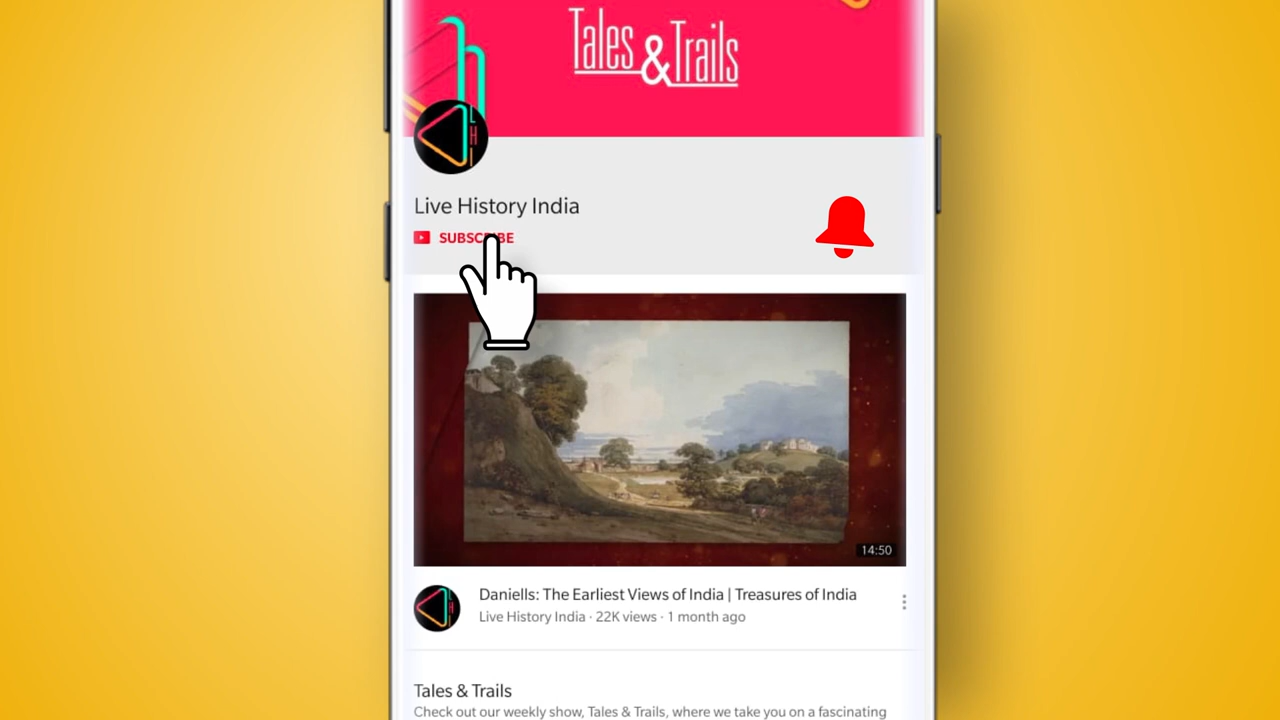 Tales & Trails
LHI
Live History India
SUBSCRIBE
14:50
Daniells: The Earliest Views of India | Treasures of India
LHI
Live History India · 22K views · 1 month ago
Tales & Trails
Check out our weekly show, Tales & Trails, where we take you on a fascinating